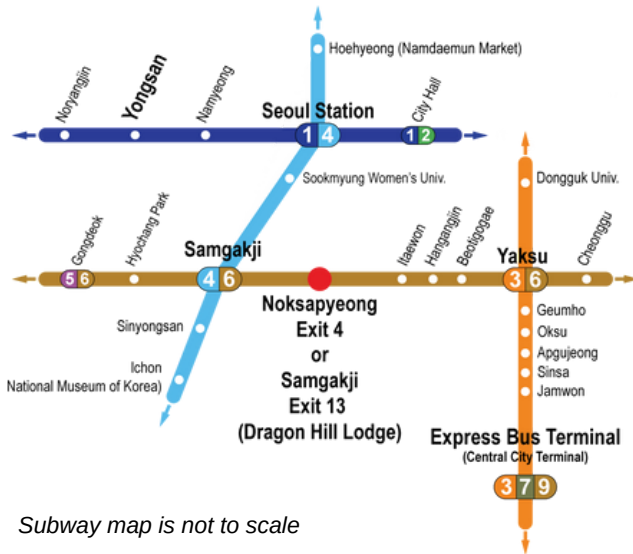 Hoehyeong (Namdaemun Market)
Noryangjin
Yongsan
Namyeong
Seoul Station
City Hall
1 4
1 2
Sookmyung Women's Univ.
Dongguk Univ.
Gongdeok
Hyochang Park
Samgakji
Itaewon
Hangangjin
Beotigogae
Yaksu
Cheonggu
5 6
4 6
3 6
Noksapyeong
Exit 4
or
Samgakji
Exit 13
(Dragon Hill Lodge)
Sinyongsan
Ichon
National Museum of Korea)
Geumho
Oksu
Apgujeong
Sinsa
Jamwon
Express Bus Terminal
(Central City Terminal)
3 7 9
Subway map is not to scale